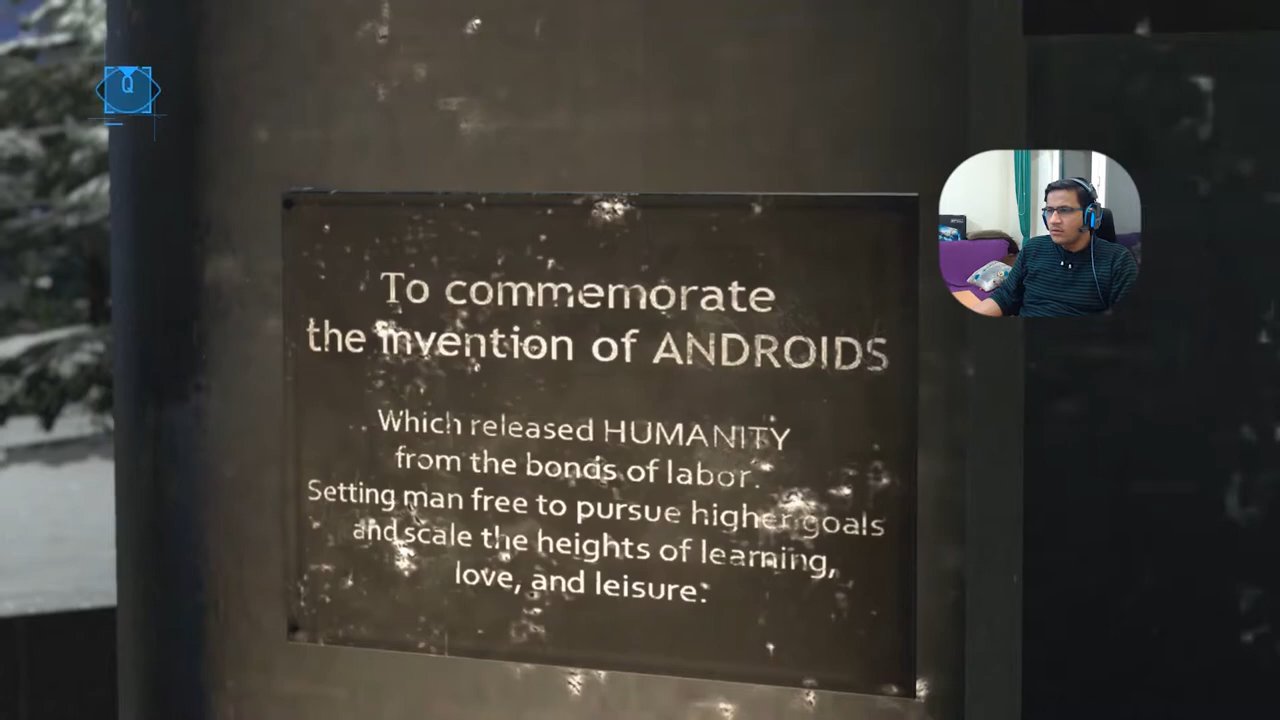 Q
To commemorate
the invention of ANDROIDS
Which released HUMANITY
from the bonds of labor.
Setting man free to pursue higher goals
and scale the heights of learning,
love, and leisure.